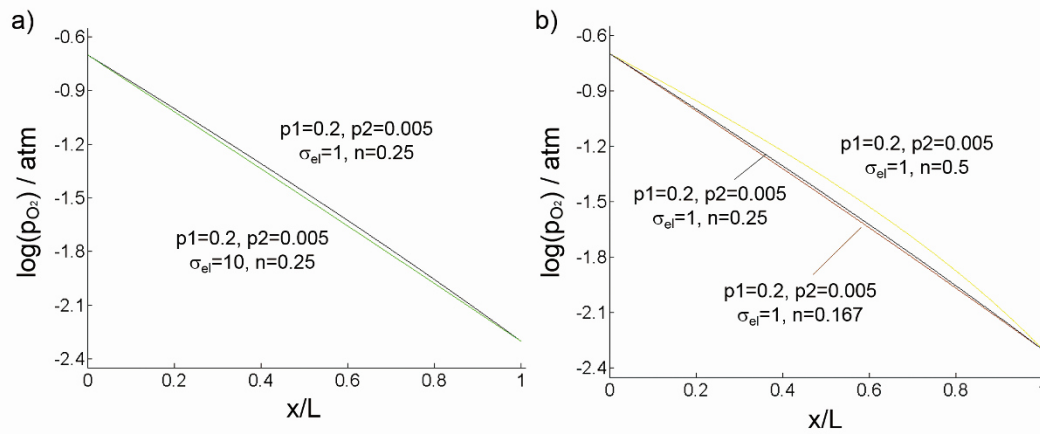 a)
-0.6
-0.9
-1.2
-1.5
-1.8
-2.1
-2.4
log(pO₂) / atm
p1=0.2, p2=0.005
σel=1, n=0.25
p1=0.2, p2=0.005
σel=10, n=0.25
0 0.2 0.4 0.6 0.8 1
x/L
b)
-0.6
-0.9
-1.2
-1.5
-1.8
-2.1
-2.4
log(pO₂) / atm
p1=0.2, p2=0.005
σel=1, n=0.5
p1=0.2, p2=0.005
σel=1, n=0.25
p1=0.2, p2=0.005
σel=1, n=0.167
0 0.2 0.4 0.6 0.8
x/L